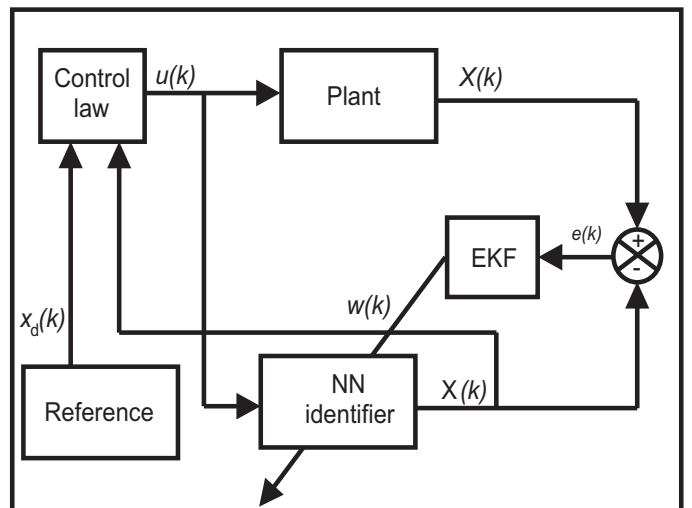 Control
law
u(k)
Plant
X(k)
+
-
e(k)
EKF
w(k)
x_d(k)
Reference
NN
identifier
X(k)